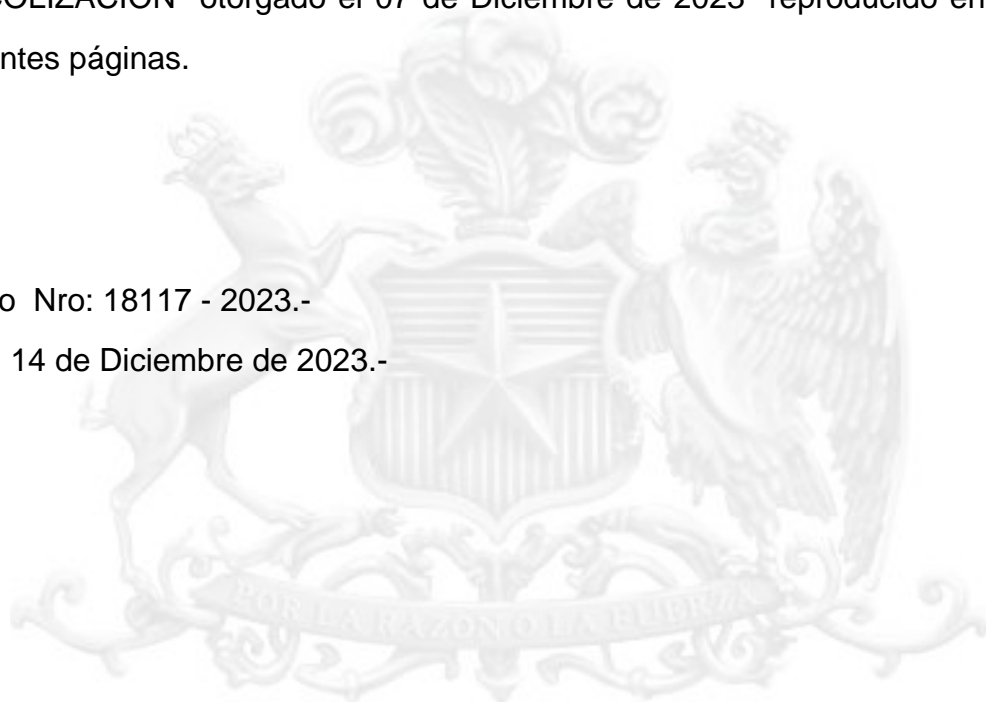 COLIZACION" otorgado el 07 de Diciembre de 2023 reproducido en
ntes páginas.
o Nro: 18117 - 2023.-
14 de Diciembre de 2023.-
POR LA RAZON O LA FUERZA